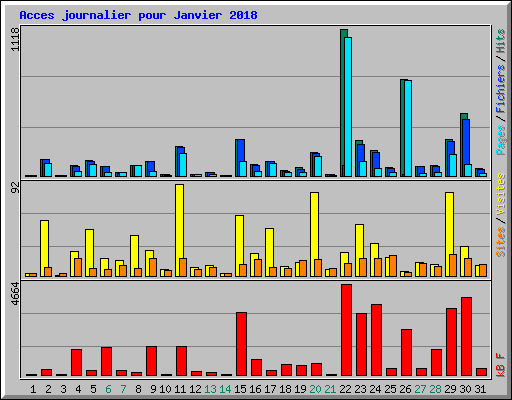 Acces journalier pour Janvier 2018
1118
Pages / Fichiers / Hits
92
Sites / Visites
4664
kB F
1 2 3 4 5 6 7 8 9 10 11 12 13 14 15 16 17 18 19 20 21 22 23 24 25 26 27 28 29 30 31